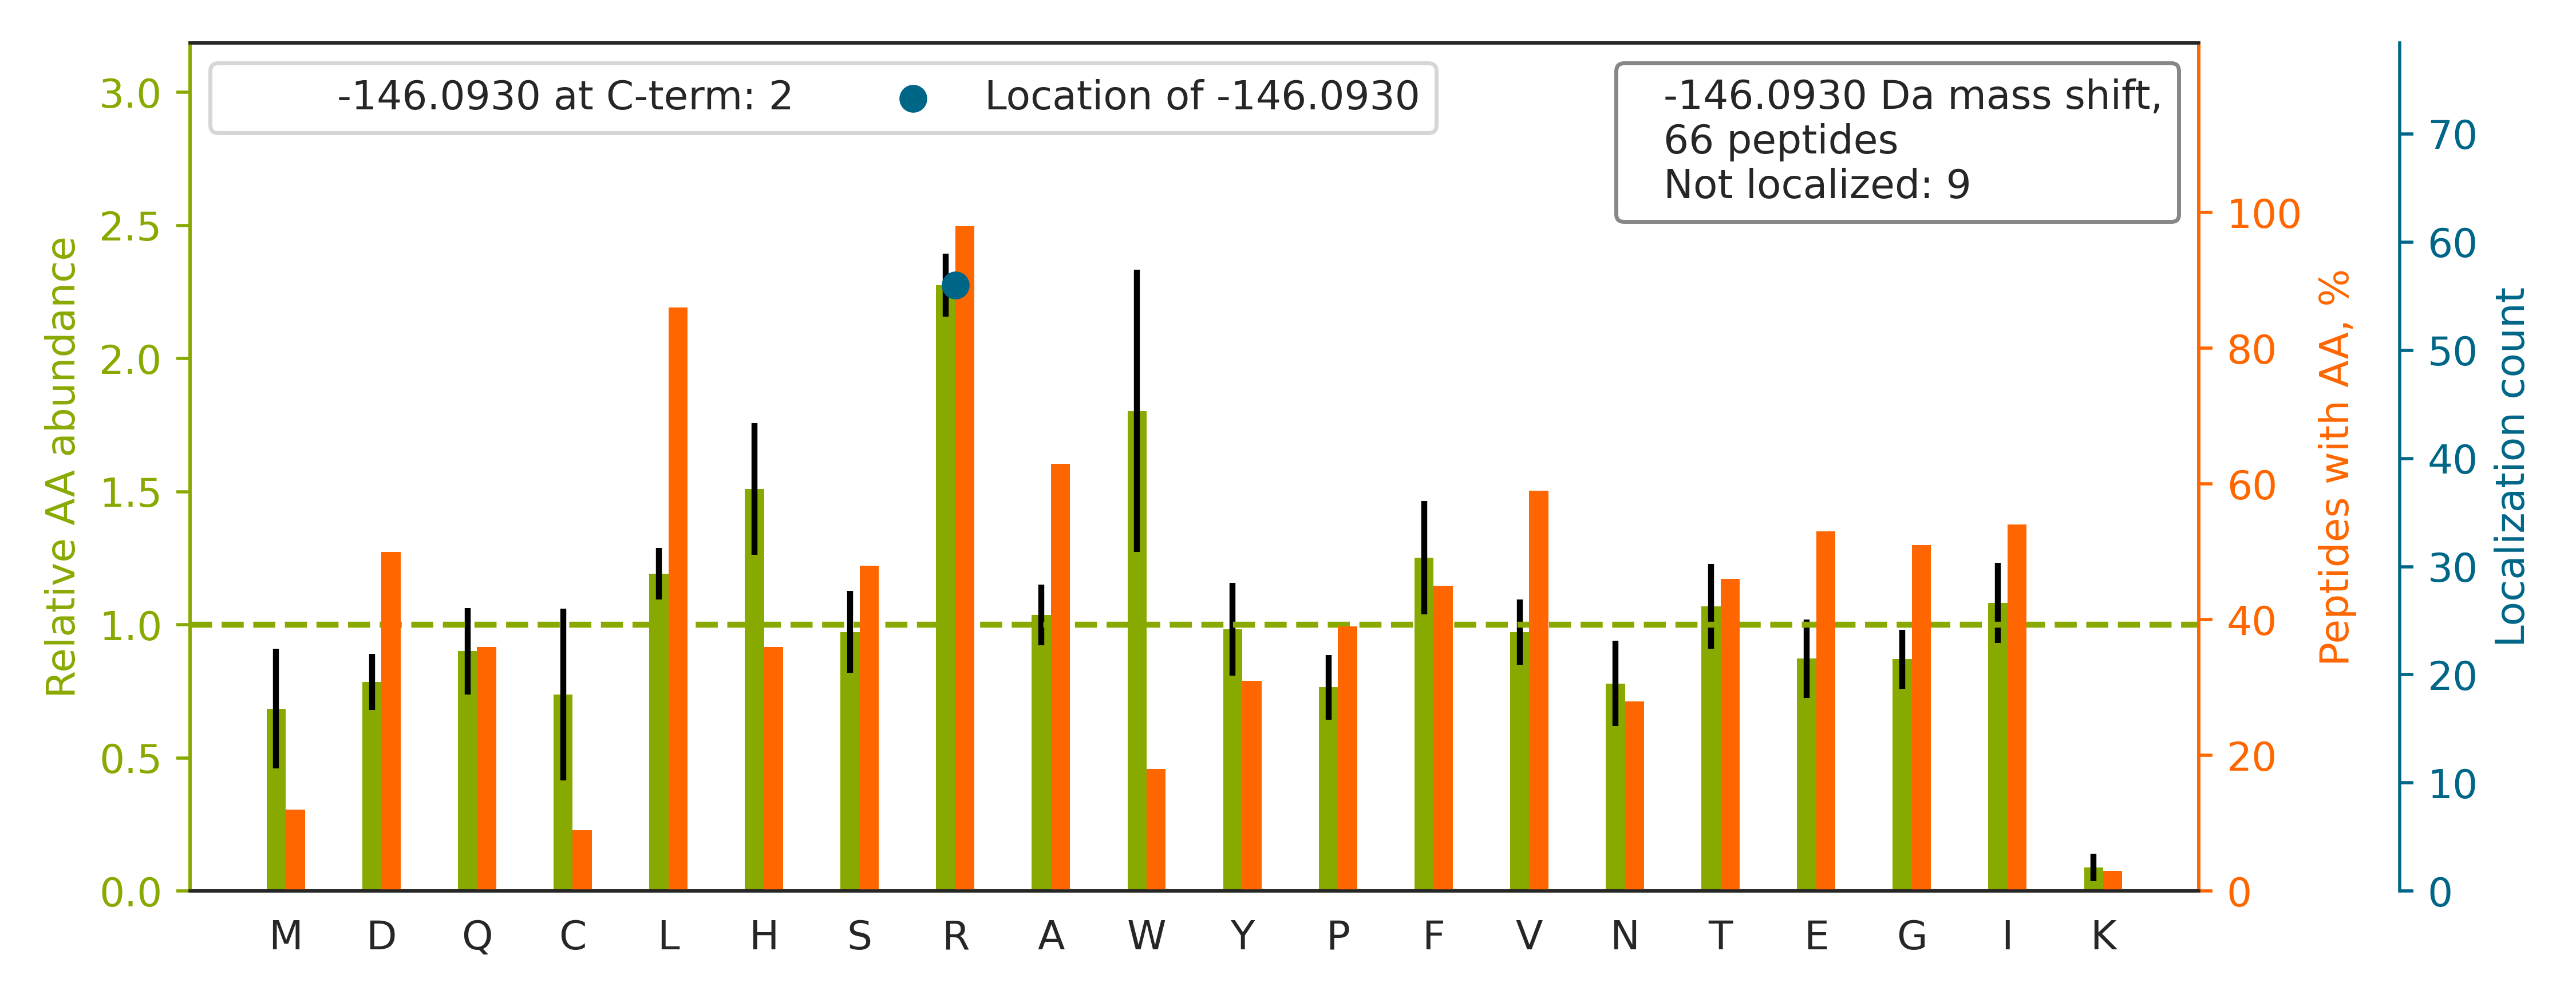 -146.0930 at C-term: 2
Location of -146.0930
-146.0930 Da mass shift,
66 peptides
Not localized: 9
Relative AA abundance
3.0
2.5
2.0
1.5
1.0
0.5
0.0
Peptides with AA, %
100
80
60
40
20
0
Localization count
70
60
50
40
30
20
10
0
M D Q C L H S R A W Y P F V N T E G I K